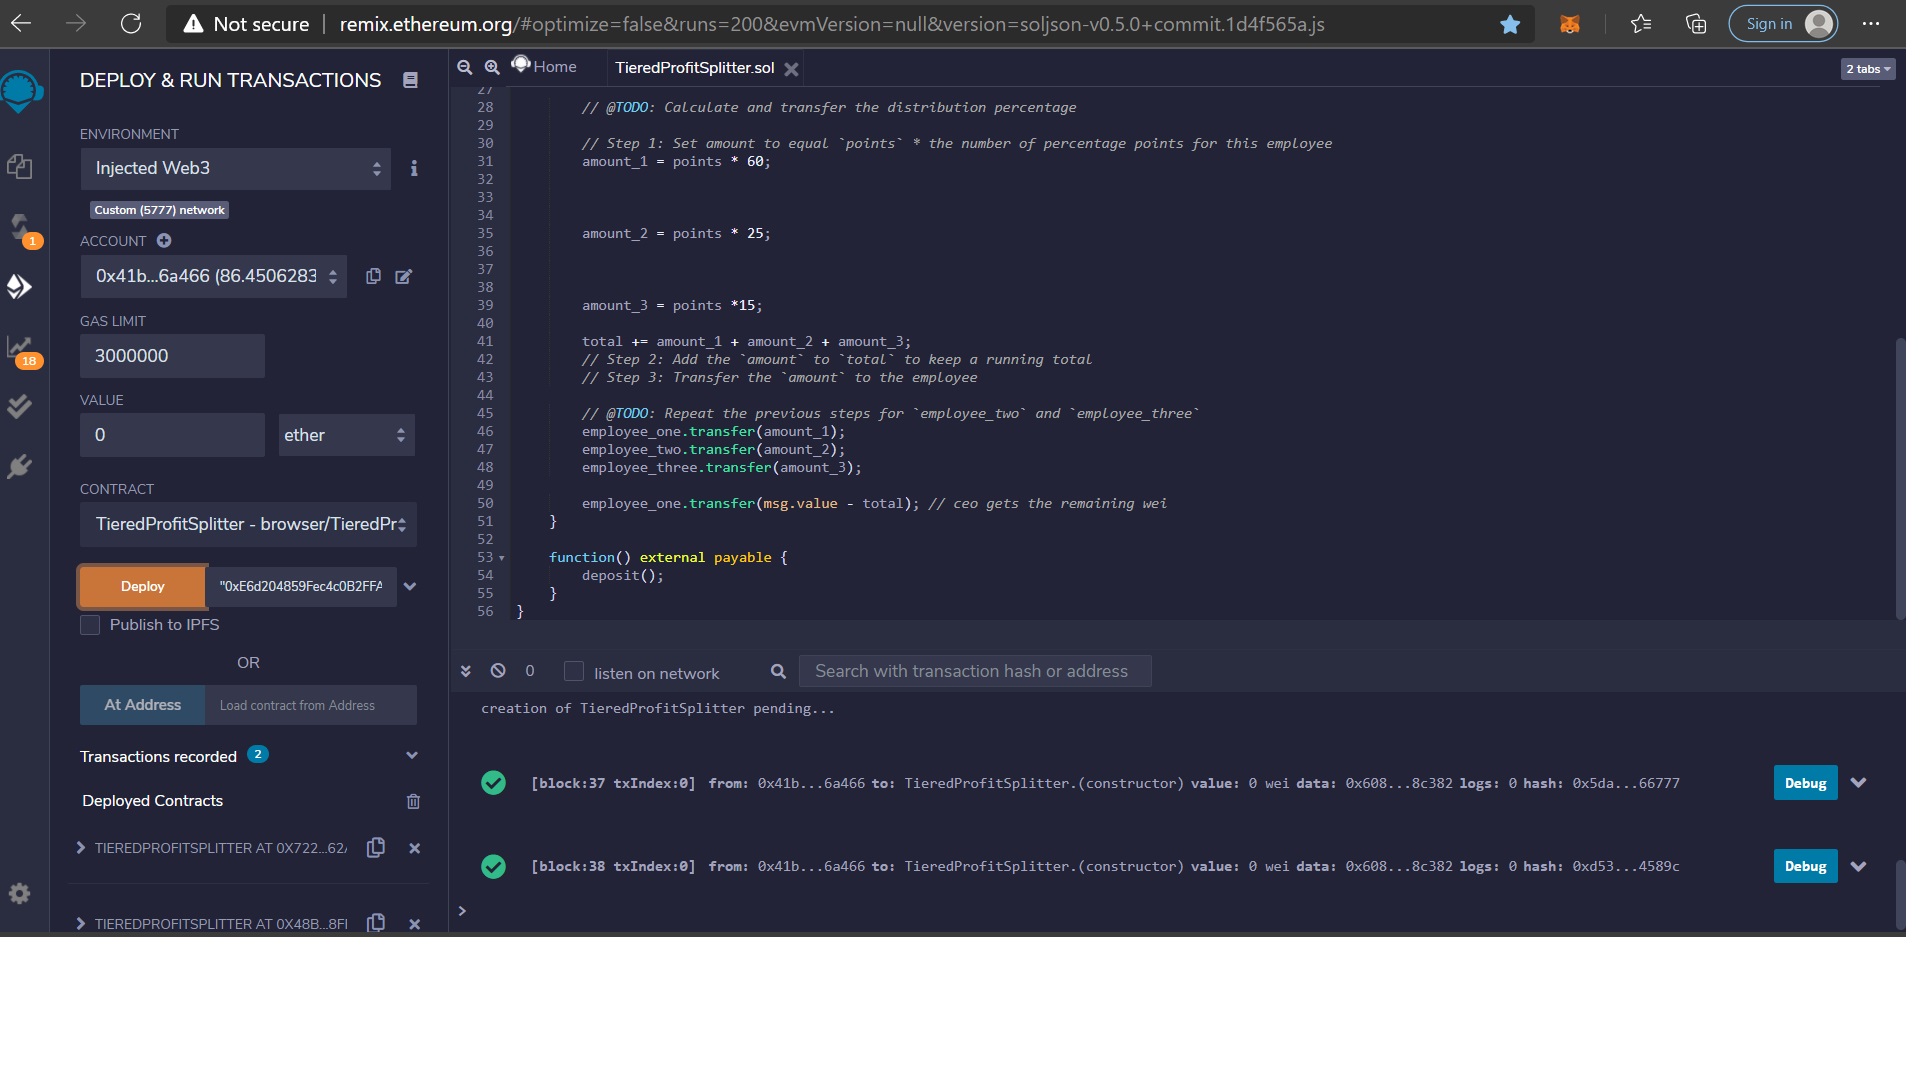 Not secure | remix.ethereum.org/#optimize=false&runs=200&evmVersion=null&version=soljson-v0.5.0+commit.1d4f565a.js
Sign in
DEPLOY & RUN TRANSACTIONS
ENVIRONMENT
Injected Web3
Custom (5777) network
ACCOUNT
0x41b...6a466 (86.4506283
GAS LIMIT
3000000
VALUE
0
ether
CONTRACT
TieredProfitSplitter - browser/TieredPr
Deploy
"0xE6d204859Fec4c0B2FFA
Publish to IPFS
OR
At Address
Load contract from Address
Transactions recorded 2
Deployed Contracts
TIEREDPROFITSPLITTER AT 0X722...62
TIEREDPROFITSPLITTER AT 0X48B...8F
1
18
Home
TieredProfitSplitter.sol
2 tabs
27
28 // @TODO: Calculate and transfer the distribution percentage
29
30 // Step 1: Set amount to equal `points` * the number of percentage points for this employee
31 amount_1 = points * 60;
32
33
34
35 amount_2 = points * 25;
36
37
38
39 amount_3 = points *15;
40
41 total += amount_1 + amount_2 + amount_3;
42 // Step 2: Add the `amount` to `total` to keep a running total
43 // Step 3: Transfer the `amount` to the employee
44
45 // @TODO: Repeat the previous steps for `employee_two` and `employee_three`
46 employee_one.transfer(amount_1);
47 employee_two.transfer(amount_2);
48 employee_three.transfer(amount_3);
49
50 employee_one.transfer(msg.value - total); // ceo gets the remaining wei
51 }
52
53 function() external payable {
54 deposit();
55 }
56 }
0
listen on network
Search with transaction hash or address
creation of TieredProfitSplitter pending...
[block:37 txIndex:0] from: 0x41b...6a466 to: TieredProfitSplitter.(constructor) value: 0 wei data: 0x608...8c382 logs: 0 hash: 0x5da...66777
Debug
[block:38 txIndex:0] from: 0x41b...6a466 to: TieredProfitSplitter.(constructor) value: 0 wei data: 0x608...8c382 logs: 0 hash: 0xd53...4589c
Debug
>